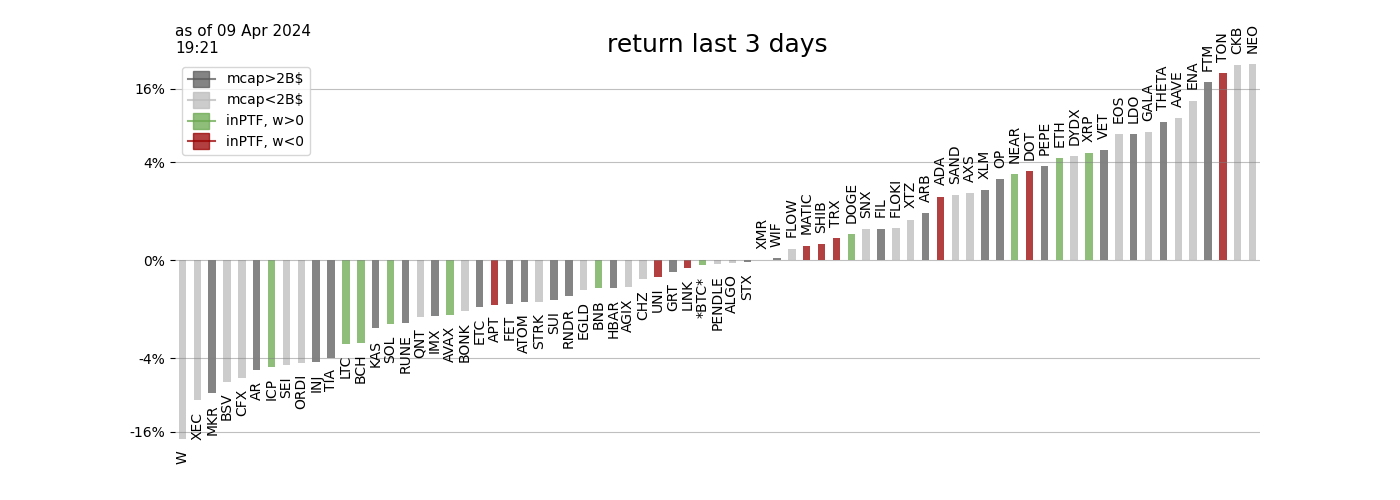 as of 09 Apr 2024
19:21
return last 3 days
mcap>2B$
mcap<2B$
inPTF, w>0
inPTF, w<0
16%
4%
0%
-4%
-16%
W
XEC
MKR
BSV
CFX
AR
ICP
SEI
ORDI
INJ
TIA
LTC
BCH
KAS
SOL
RUNE
QNT
IMX
AVAX
BONK
ETC
APT
FET
ATOM
STRK
SUI
RNDR
EGLD
BNB
HBAR
AGIX
CHZ
UNI
GRT
LINK
*BTC*
PENDLE
ALGO
STX
XMR
WIF
FLOW
MATIC
SHIB
TRX
DOGE
SNX
FIL
FLOKI
XTZ
ARB
ADA
SAND
AXS
XLM
OP
NEAR
DOT
PEPE
ETH
DYDX
XRP
VET
EOS
LDO
GALA
THETA
AAVE
ENA
FTM
TON
CKB
NEO